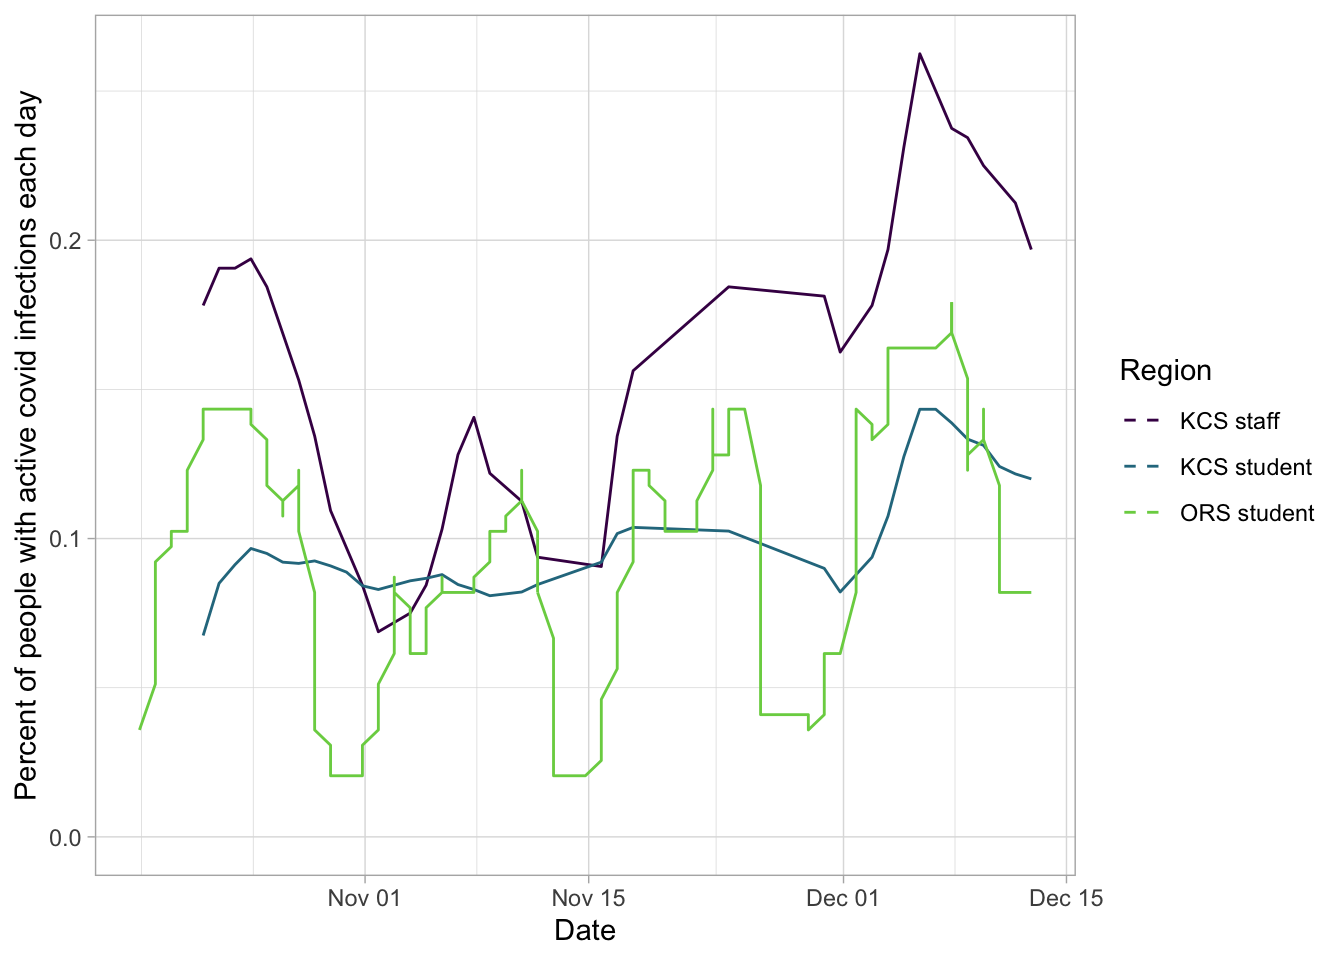 Percent of people with active covid infections each day
0.2
0.1
0.0
Nov 01
Nov 15
Dec 01
Dec 15
Date
Region
KCS staff
KCS student
ORS student